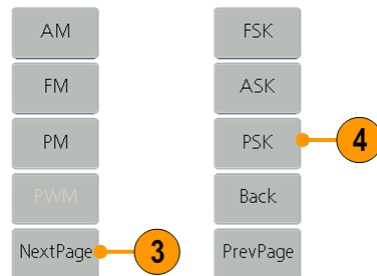 AM
FM
PM
PWM
NextPage
3
FSK
ASK
PSK
4
Back
PrevPage